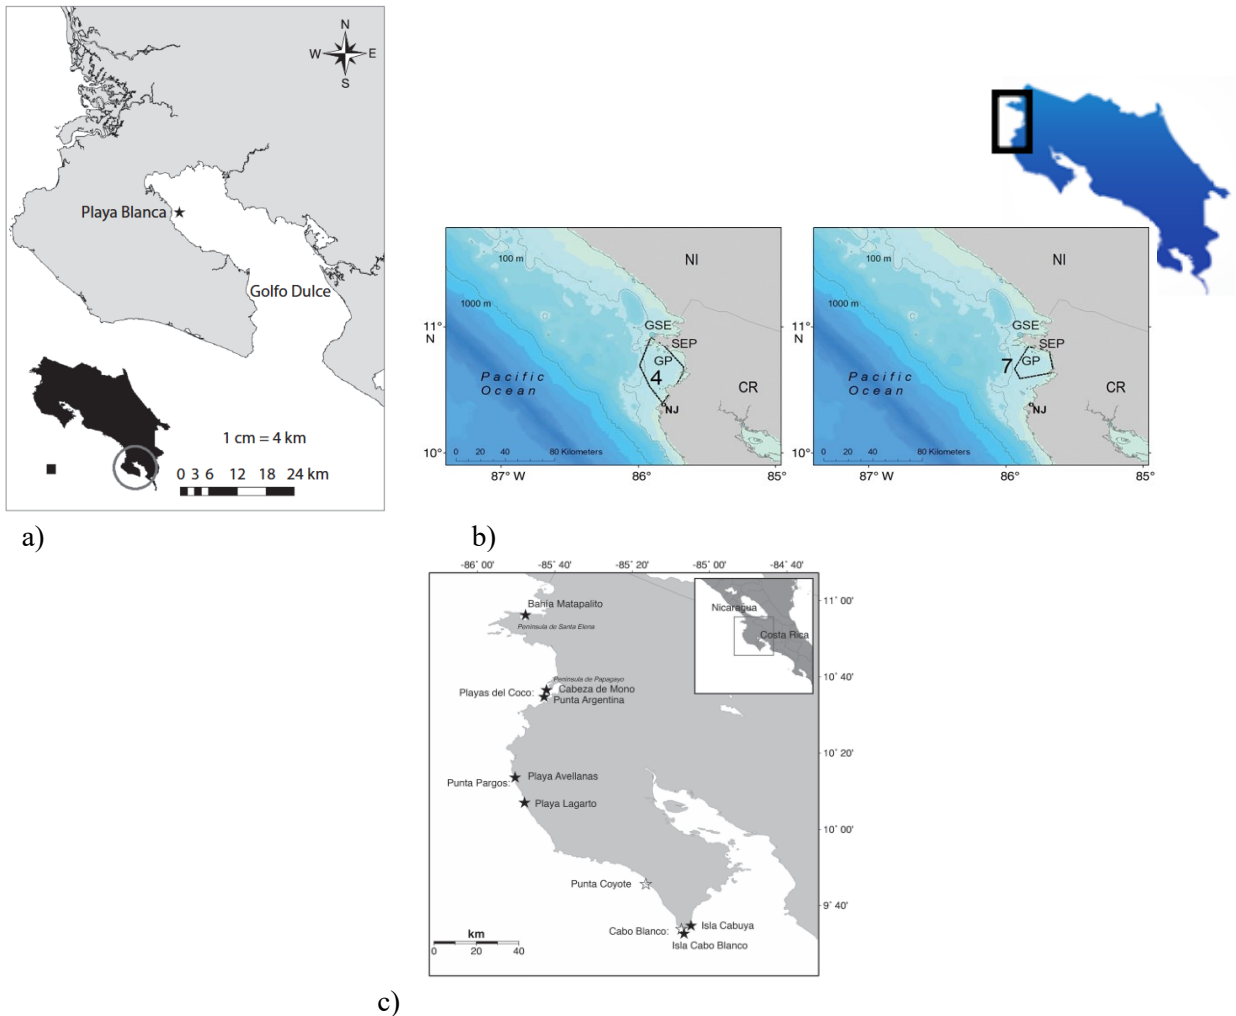 N
W E
S
Playa Blanca
Golfo Dulce
1 cm = 4 km
0 3 6 12 18 24 km
a)
100 m
NI
1000 m
11°
N
GSE
SEP
GP
4
Pacific
Ocean
CR
NJ
10°
0 20 40 80 Kilometers
87° W
86°
85°
100 m
NI
1000 m
11°
N
GSE
SEP
7
GP
Pacific
Ocean
CR
NJ
10°
0 20 40 80 Kilometers
87° W
86°
85°
b)
-86° 00' -85° 40' -85° 20' -85° 00' -84° 40'
Nicaragua
Costa Rica
Bahía Matapalito
Península de Santa Elena
Península de Papagayo
Playas del Coco:
Cabeza de Mono
Punta Argentina
Punta Pargos:
Playa Avellanas
Playa Lagarto
Punta Coyote
Cabo Blanco:
Isla Cabuya
Isla Cabo Blanco
11° 00'
10° 40'
10° 20'
10° 00'
9° 40'
km
0 20 40
c)